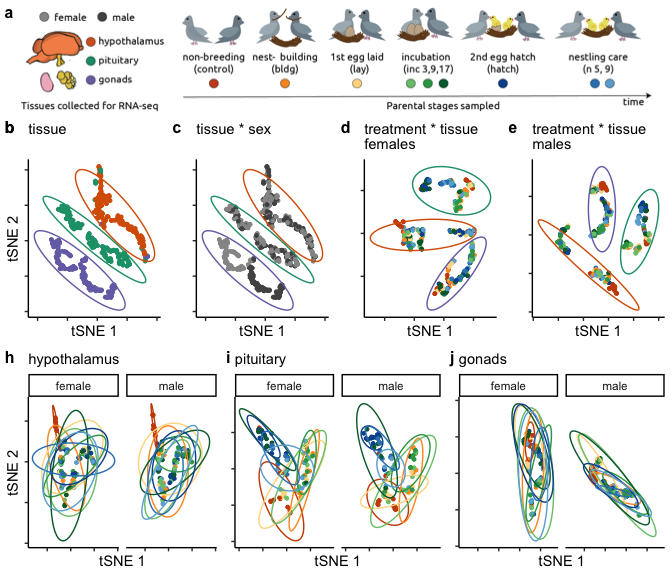 a
female male
hypothalamus
pituitary
gonads
Tissues collected for RNA-seq
non-breeding
(control)
nest- building
(bldg)
1st egg laid
(lay)
incubation
(inc 3,9,17)
2nd egg hatch
(hatch)
nestling care
(n 5, 9)
Parental stages sampled
time
b tissue
c tissue * sex
d treatment * tissue
females
e treatment * tissue
males
tSNE 2
tSNE 1
tSNE 1
tSNE 1
tSNE 1
h hypothalamus
i pituitary
j gonads
female
male
female
male
female
male
tSNE 2
tSNE 1
tSNE 1
tSNE 1